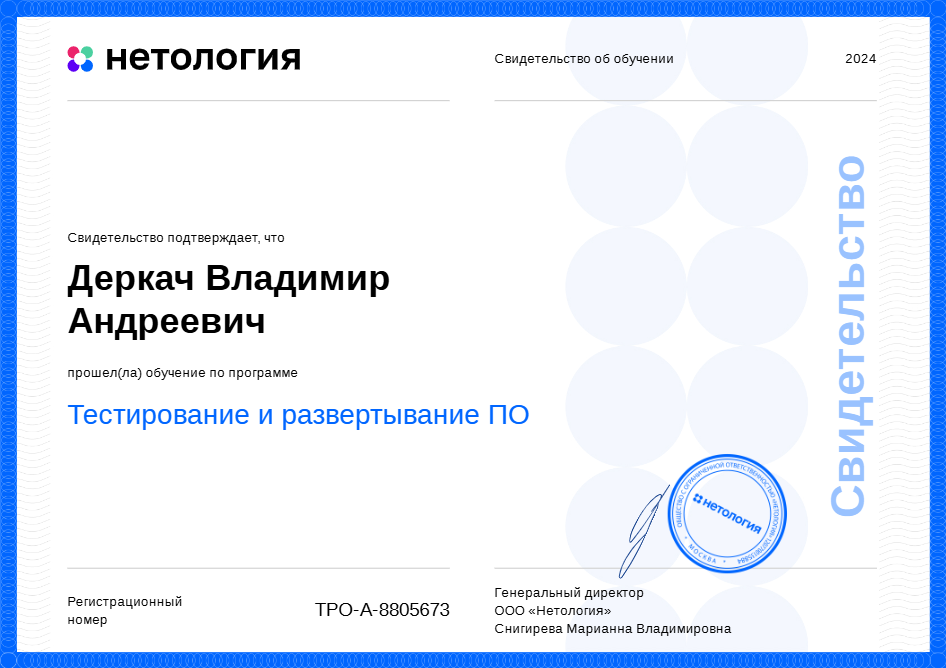 нетология
Свидетельство об обучении
2024
Свидетельство подтверждает, что
Деркач Владимир
Андреевич
прошел(ла) обучение по программе
Тестирование и развертывание ПО
Свидетельство
ОБЩЕСТВО С ОГРАНИЧЕННОЙ ОТВЕТСТВЕННОСТЬЮ «НЕТОЛОГИЯ»
МОСКВА
нетология
Регистрационный
номер
ТРО-А-8805673
Генеральный директор
ООО «Нетология»
Снигирева Марианна Владимировна